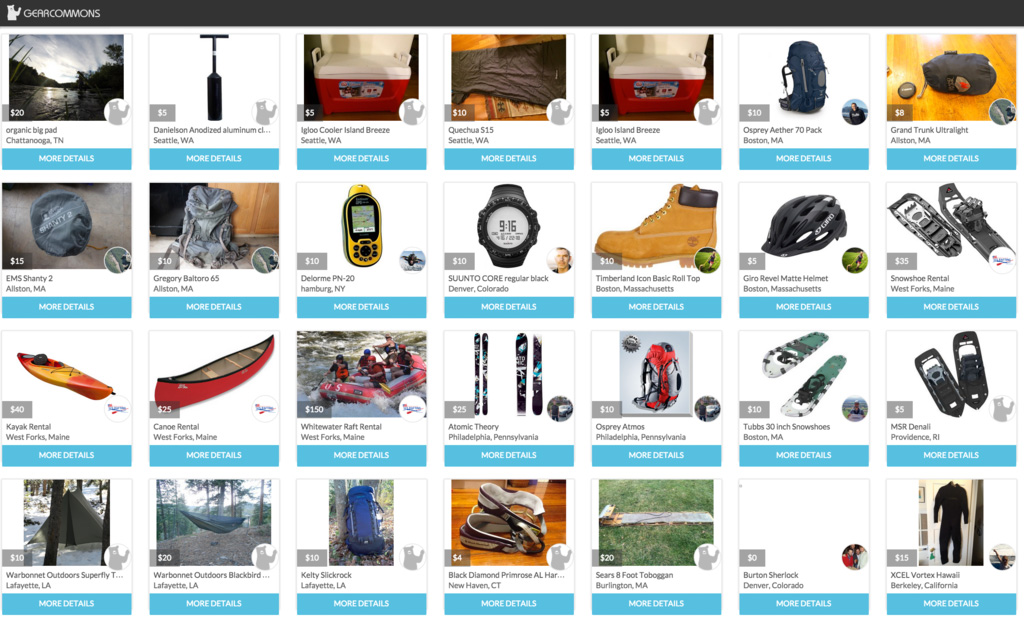 GEARCOMMONS
$20
organic big pad
Chattanooga, TN
MORE DETAILS
$5
Danielson Anodized aluminum cl...
Seattle, WA
MORE DETAILS
$5
Igloo Cooler Island Breeze
Seattle, WA
MORE DETAILS
$10
Quechua S15
Seattle, WA
MORE DETAILS
$5
Igloo Island Breeze
Seattle, WA
MORE DETAILS
$10
Osprey Aether 70 Pack
Boston, MA
MORE DETAILS
$8
Grand Trunk Ultralight
Allston, MA
MORE DETAILS
SHANTY 2
$15
EMS Shanty 2
Allston, MA
MORE DETAILS
$10
Gregory Baltoro 65
Allston, MA
MORE DETAILS
$10
Delorme PN-20
hamburg, NY
MORE DETAILS
9:16
$10
SUUNTO CORE regular black
Denver, Colorado
MORE DETAILS
$10
Timberland Icon Basic Roll Top
Boston, Massachusetts
MORE DETAILS
GIRO
$5
Giro Revel Matte Helmet
Boston, Massachusetts
MORE DETAILS
$35
Snowshoe Rental
West Forks, Maine
MORE DETAILS
$40
Kayak Rental
West Forks, Maine
MORE DETAILS
$25
Canoe Rental
West Forks, Maine
MORE DETAILS
$150
Whitewater Raft Rental
West Forks, Maine
MORE DETAILS
$25
Atomic Theory
Philadelphia, Pennsylvania
MORE DETAILS
$10
Osprey Atmos
Philadelphia, Pennsylvania
MORE DETAILS
$10
Tubbs 30 inch Snowshoes
Boston, MA
MORE DETAILS
$5
MSR Denali
Providence, RI
MORE DETAILS
$10
Warbonnet Outdoors Superfly T...
Lafayette, LA
MORE DETAILS
$20
Warbonnet Outdoors Blackbird ...
Lafayette, LA
MORE DETAILS
$10
Kelty Slickrock
Lafayette, LA
MORE DETAILS
$4
Black Diamond Primrose AL Har...
New Haven, CT
MORE DETAILS
$20
Sears 8 Foot Toboggan
Burlington, MA
MORE DETAILS
$0
Burton Sherlock
Denver, Colorado
MORE DETAILS
$15
XCEL Vortex Hawaii
Berkeley, California
MORE DETAILS